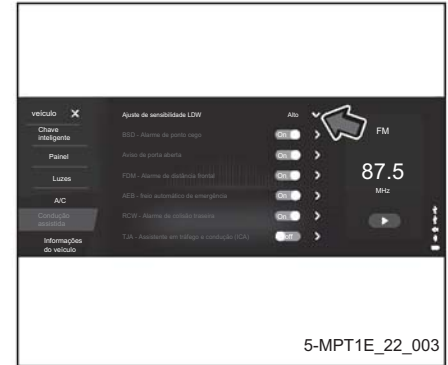 veículo X
Chave
inteligente
Painel
Luzes
A/C
Condução
assistida
Informações
do veículo
Ajuste de sensibilidade LDW Alto
BSD - Alarme de ponto cego On
Aviso de porta aberta On
FDM - Alarme de distância frontal On
AEB - freio automático de emergência On
RCW - Alarme de colisão traseira On
TJA - Assistente em tráfego a condução (ICA) off
FM
87.5
MHz
5-MPT1E_22_003